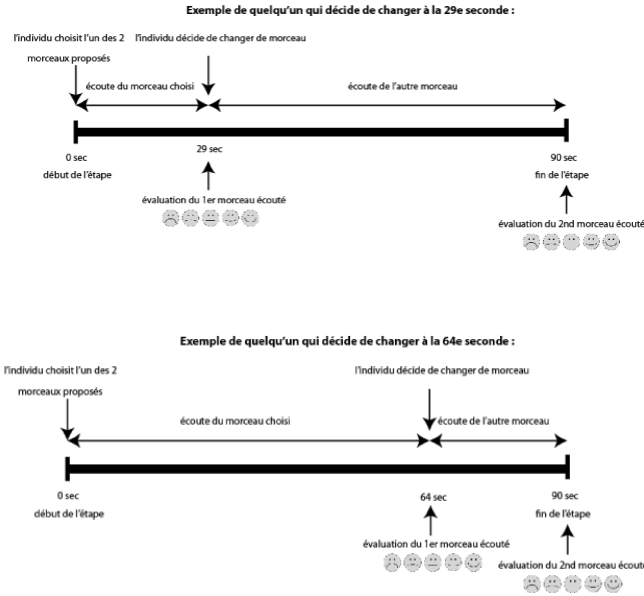 Exemple de quelqu'un qui décide de changer à la 29e seconde :
l'individu choisit l'un des 2
morceaux proposés
l'individu décide de changer de morceau
écoute du morceau choisi
écoute de l'autre morceau
0 sec
début de l'étape
29 sec
90 sec
fin de l'étape
évaluation du 1er morceau écouté
évaluation du 2nd morceau écouté
Exemple de quelqu'un qui décide de changer à la 64e seconde :
l'individu choisit l'un des 2
morceaux proposés
l'individu décide de changer de morceau
écoute du morceau choisi
écoute de l'autre morceau
0 sec
début de l'étape
64 sec
90 sec
fin de l'étape
évaluation du 1er morceau écouté
évaluation du 2nd morceau écouté